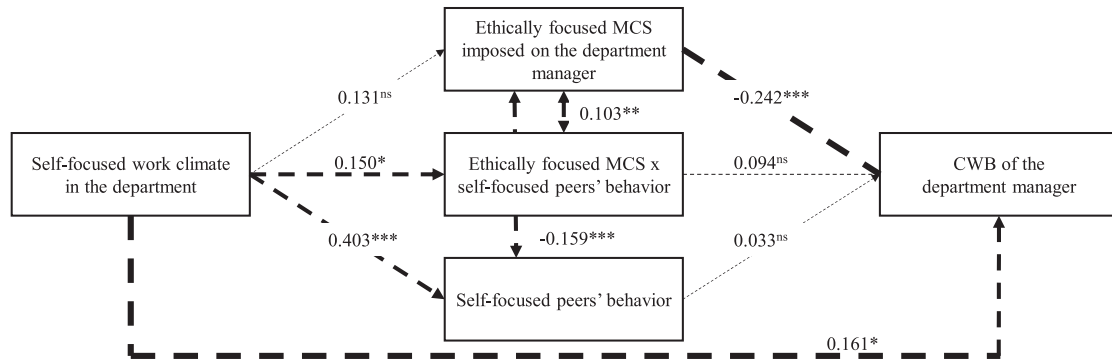 Ethically focused MCS
imposed on the department
manager
0.131ns
-0.242***
0.103**
Self-focused work climate
in the department
0.150*
Ethically focused MCS x
self-focused peers’ behavior
0.094ns
CWB of the
department manager
0.403***
-0.159***
0.033ns
Self-focused peers’ behavior
0.161*